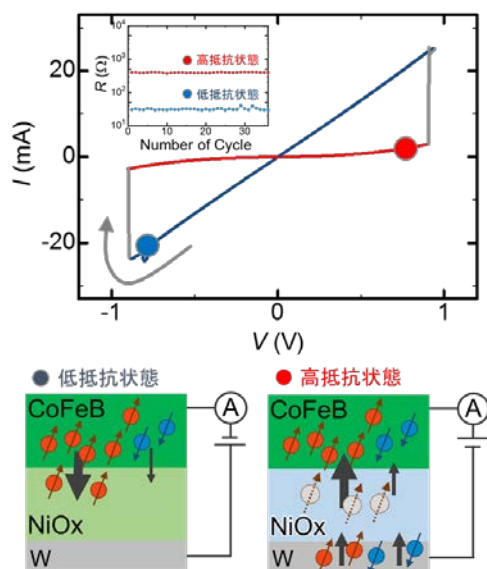 20
0
-20
I (mA)
-1
0
1
V (V)
R (Ω)
10³
10²
10¹
高抵抗状態
低抵抗状態
0
10
20
30
Number of Cycle
低抵抗状態
CoFeB
NiOx
W
A
高抵抗状態
CoFeB
NiOx
W
A